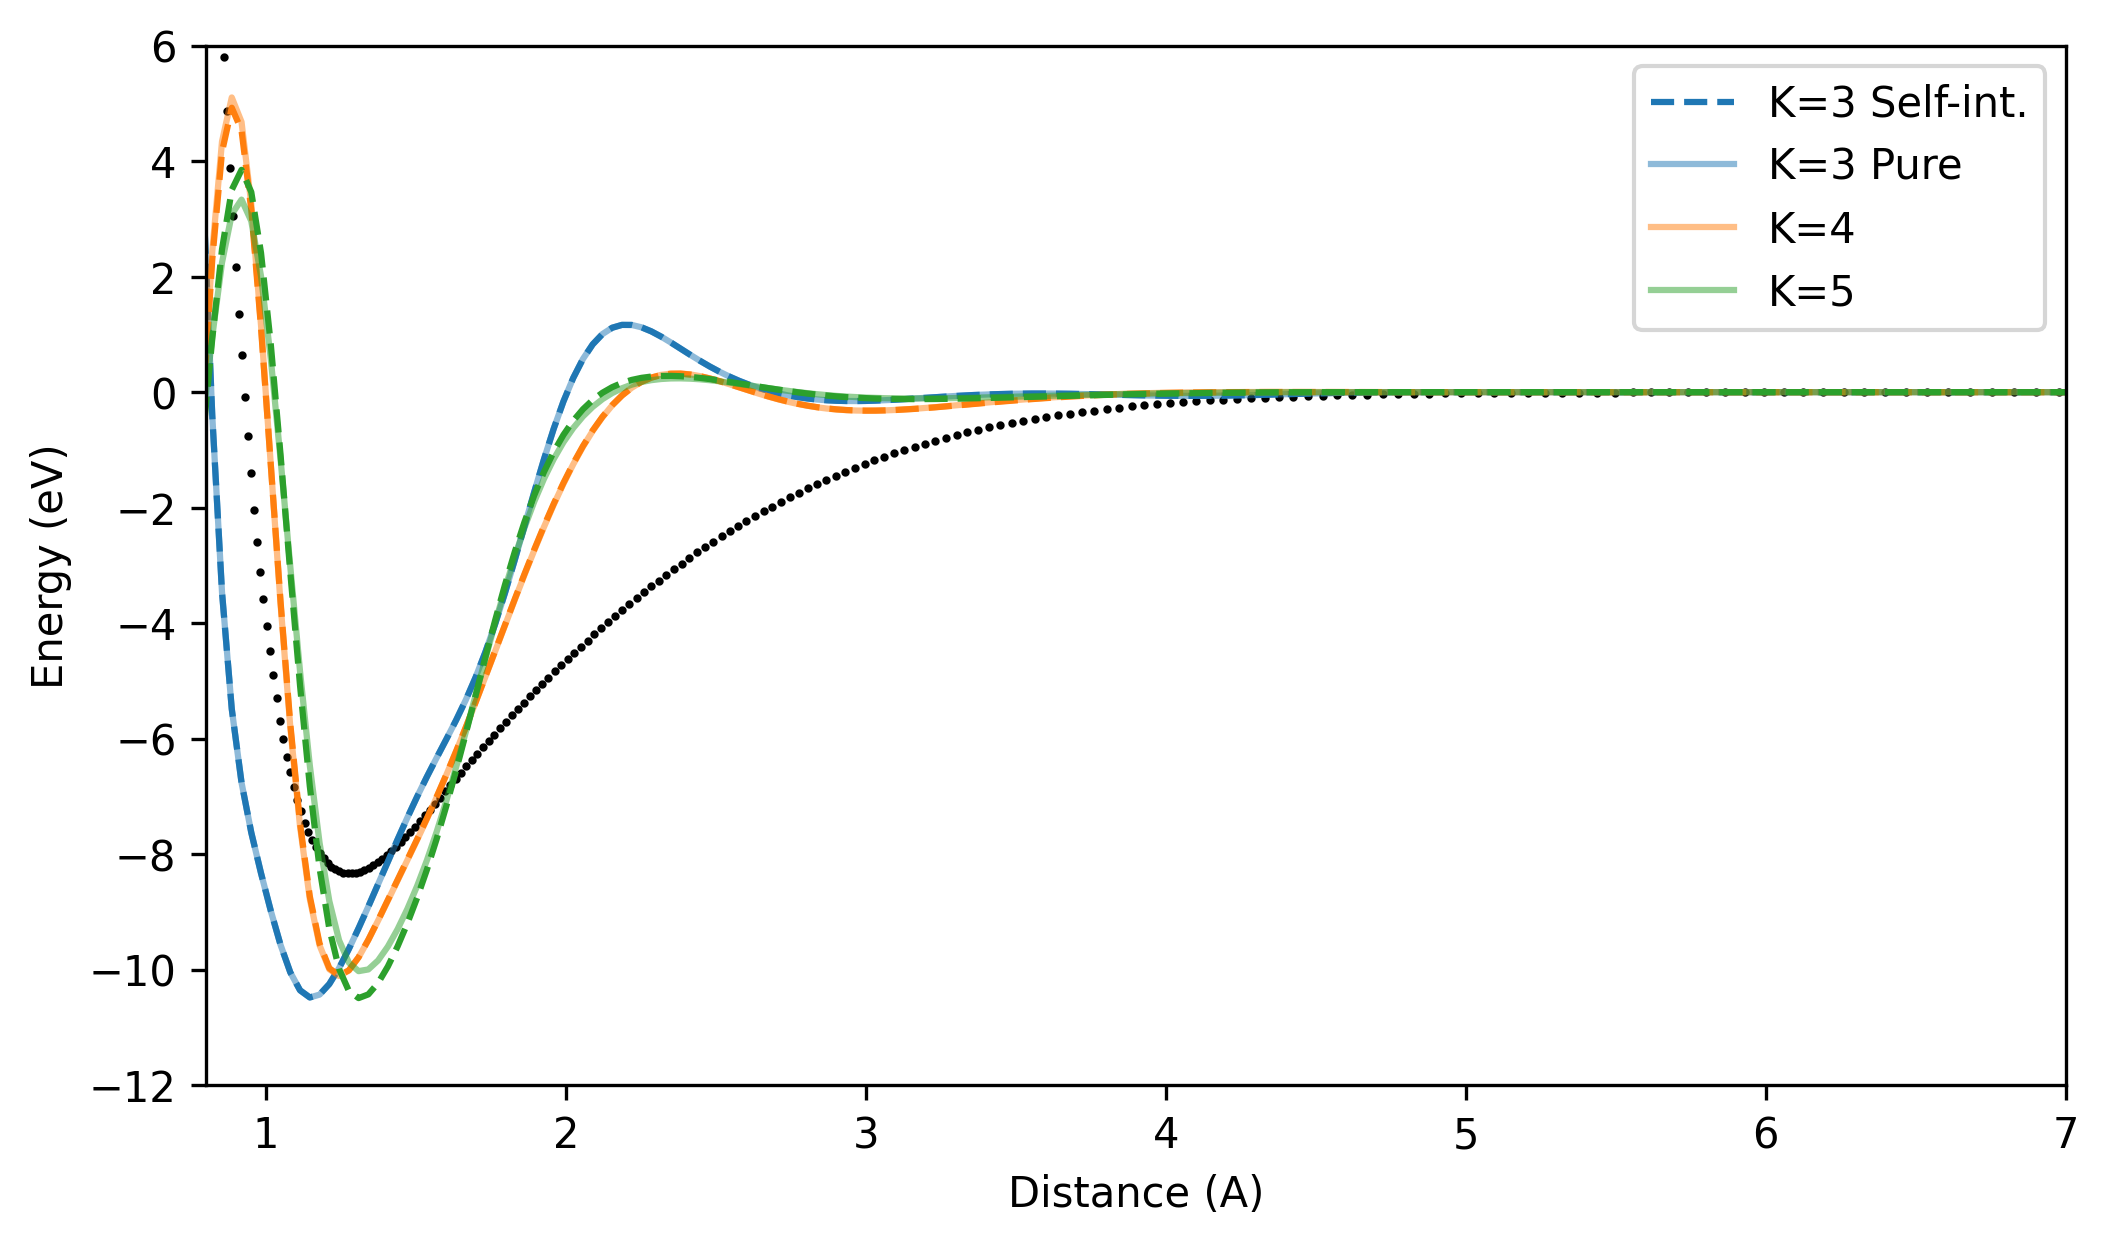 6
4
2
0
−2
−4
−6
−8
−10
−12
Energy (eV)
K=3 Self-int.
K=3 Pure
K=4
K=5
1 2 3 4 5 6 7
Distance (A)